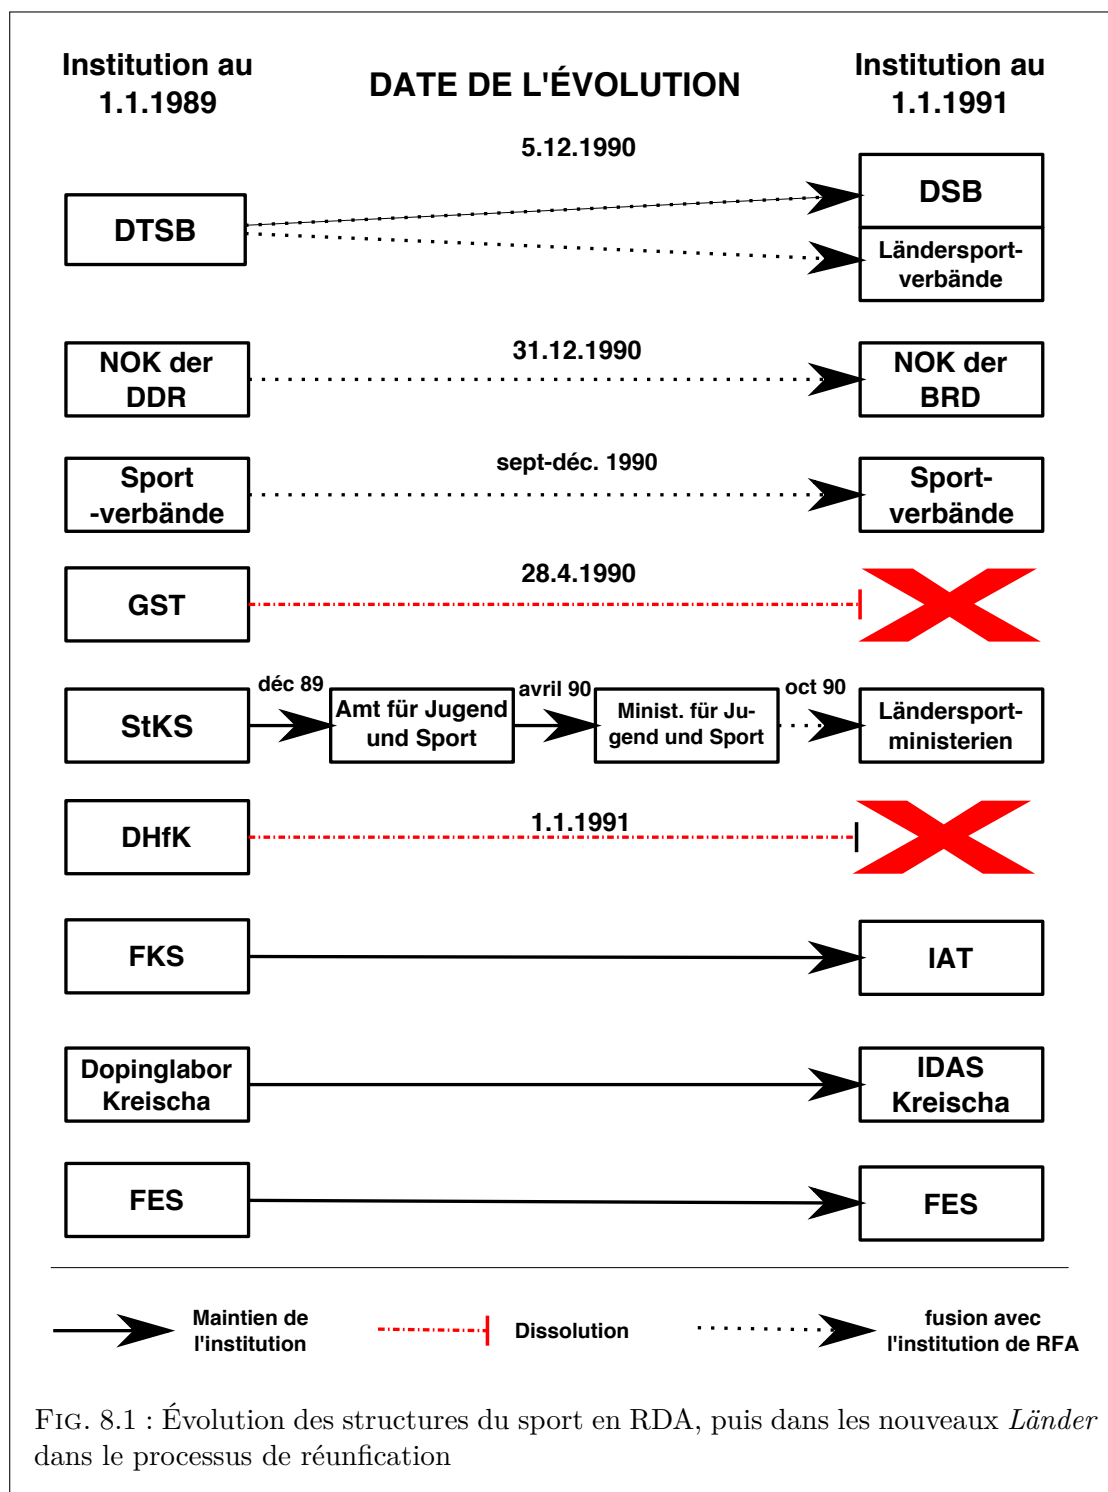 Institution au
1.1.1989
DATE DE L'ÉVOLUTION
Institution au
1.1.1991
5.12.1990
DTSB
DSB
Ländersport-
verbände
NOK der
DDR
31.12.1990
NOK der
BRD
Sport
-verbände
sept-déc. 1990
Sport-
verbände
GST
28.4.1990
StKS
déc 89
Amt für Jugend
und Sport
avril 90
Minist. für Ju-
gend und Sport
oct 90
Ländersport-
ministerien
DHfK
1.1.1991
FKS
IAT
Dopinglabor
Kreischa
IDAS
Kreischa
FES
FES
Maintien de
l'institution
Dissolution
fusion avec
l'institution de RFA
FIG. 8.1 : Évolution des structures du sport en RDA, puis dans les nouveaux Länder
dans le processus de réunfication